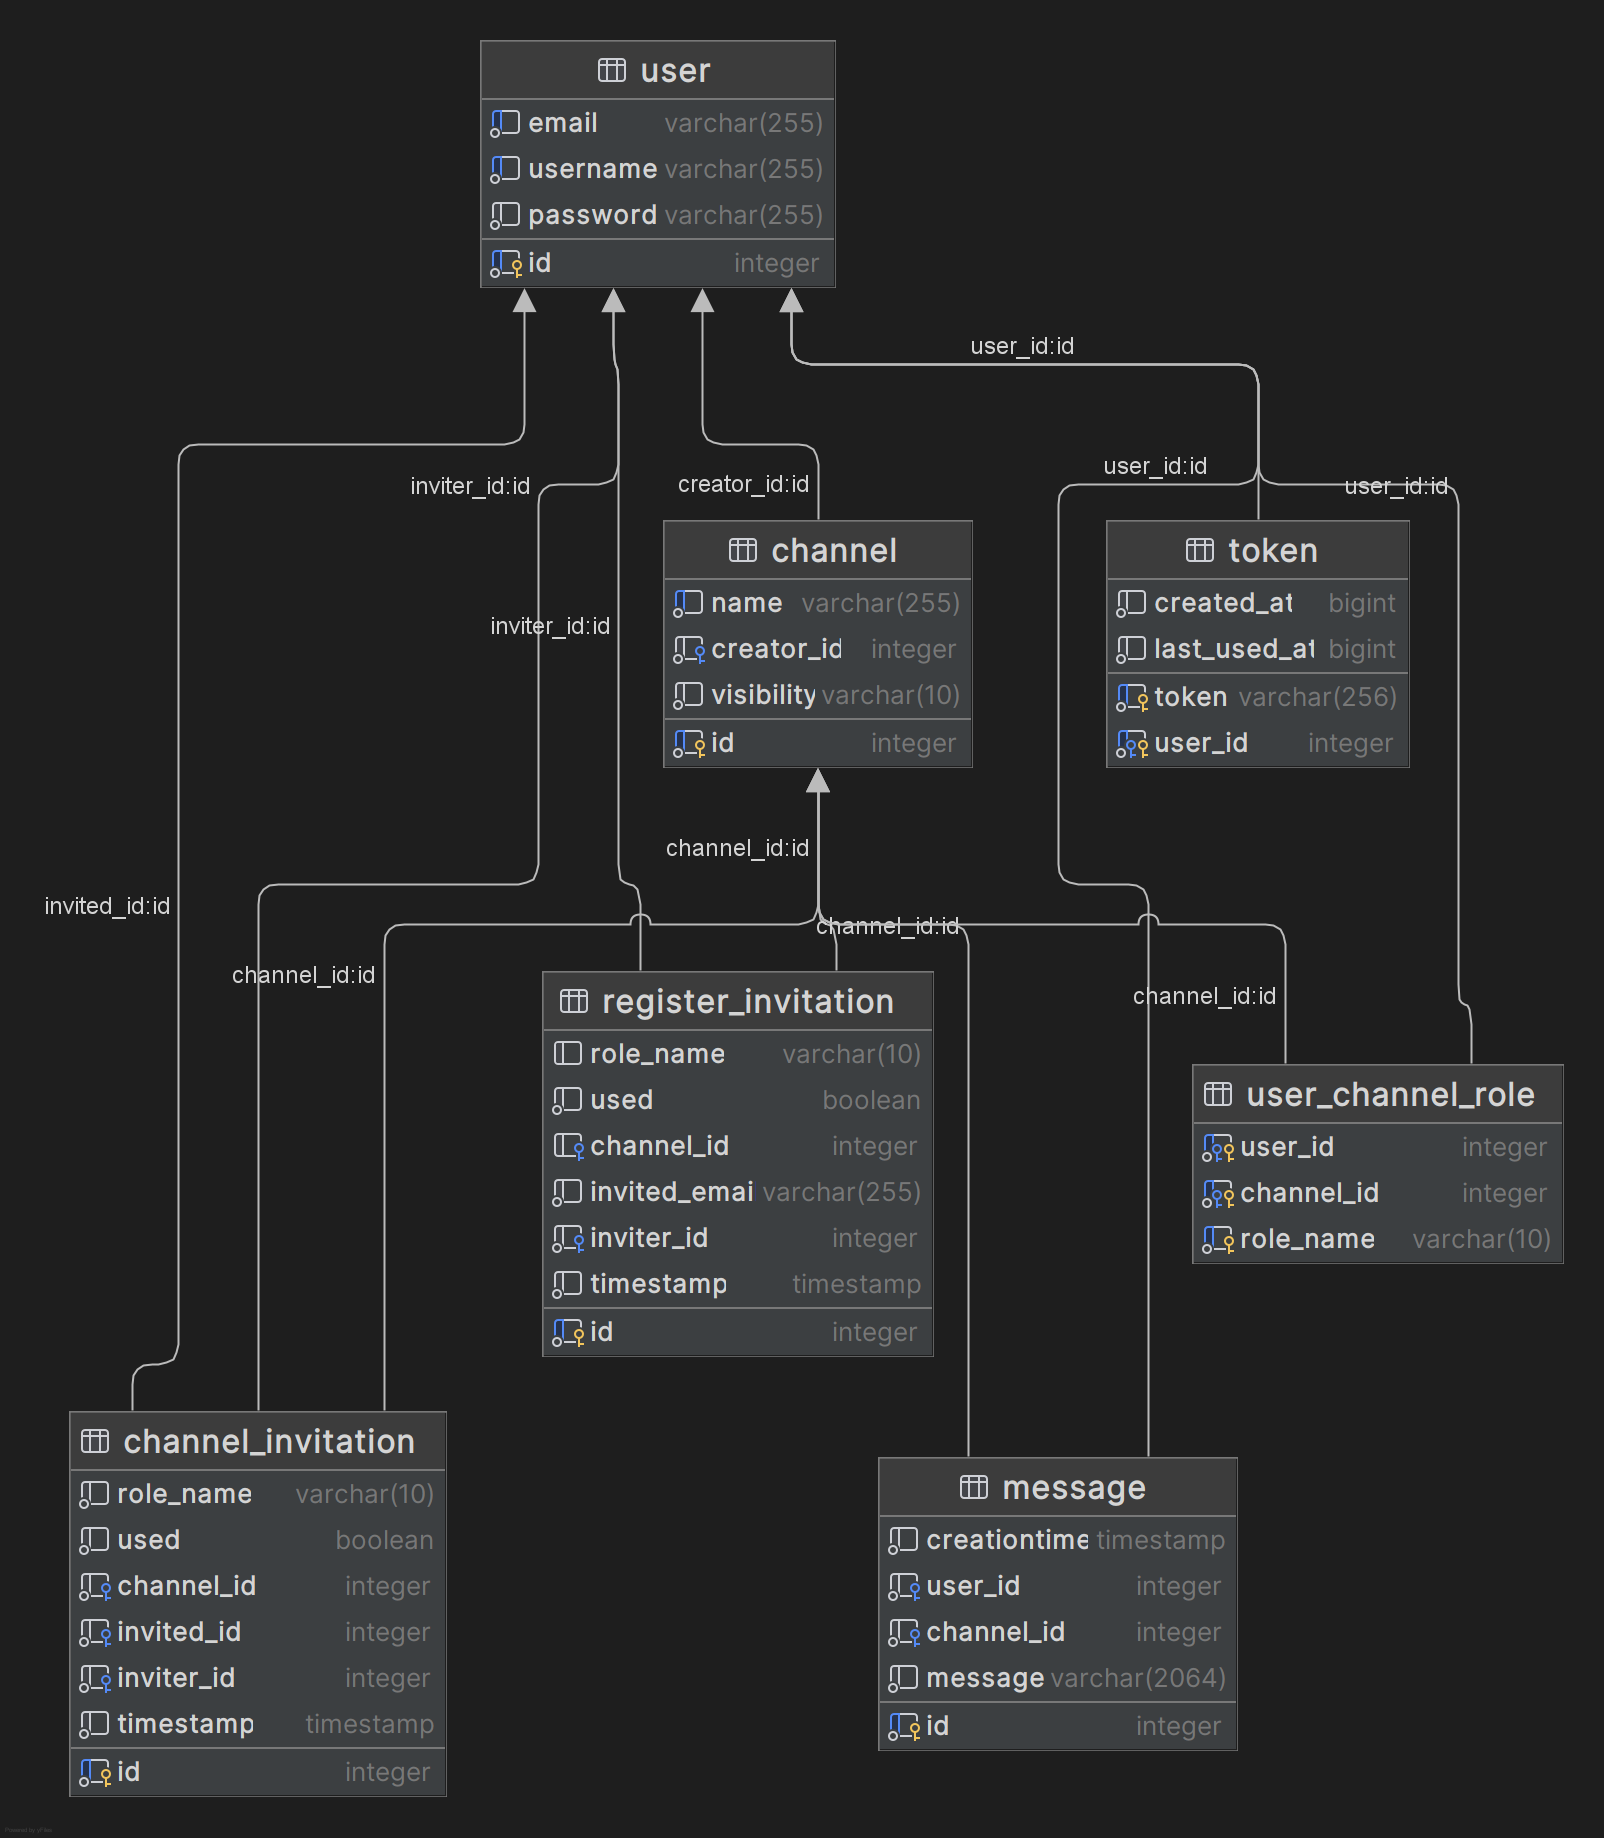 user
email varchar(255)
username varchar(255)
password varchar(255)
id integer
user_id:id
user_id:id
user_id:id
inviter_id:id
creator_id:id
channel
name varchar(255)
creator_id integer
visibility varchar(10)
id integer
token
created_at bigint
last_used_at bigint
token varchar(256)
user_id integer
inviter_id:id
channel_id:id
invited_id:id
channel_id:id
channel_id:id
channel_id:id
register_invitation
role_name varchar(10)
used boolean
channel_id integer
invited_emai varchar(255)
inviter_id integer
timestamp timestamp
id integer
user_channel_role
user_id integer
channel_id integer
role_name varchar(10)
channel_invitation
role_name varchar(10)
used boolean
channel_id integer
invited_id integer
inviter_id integer
timestamp timestamp
id integer
message
creationtime timestamp
user_id integer
channel_id integer
message varchar(2064)
id integer
Powered by yFiles